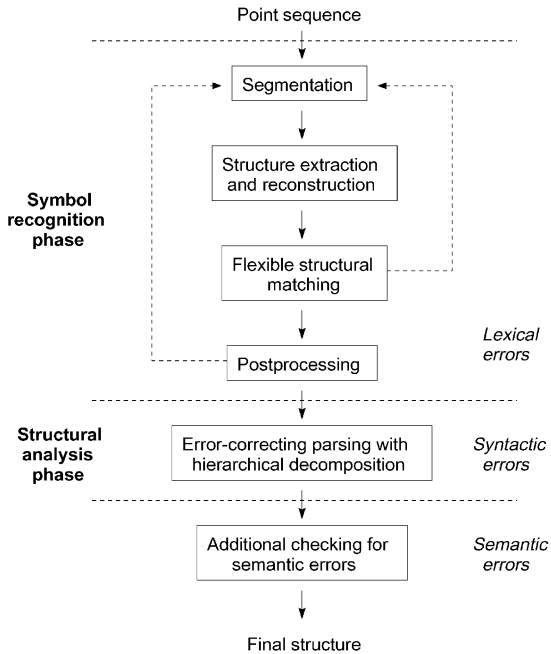 Point sequence
Segmentation
Structure extraction
and reconstruction
Symbol
recognition
phase
Flexible structural
matching
Lexical
errors
Postprocessing
Structural
analysis
phase
Error-correcting parsing with
hierarchical decomposition
Syntactic
errors
Additional checking for
semantic errors
Semantic
errors
Final structure